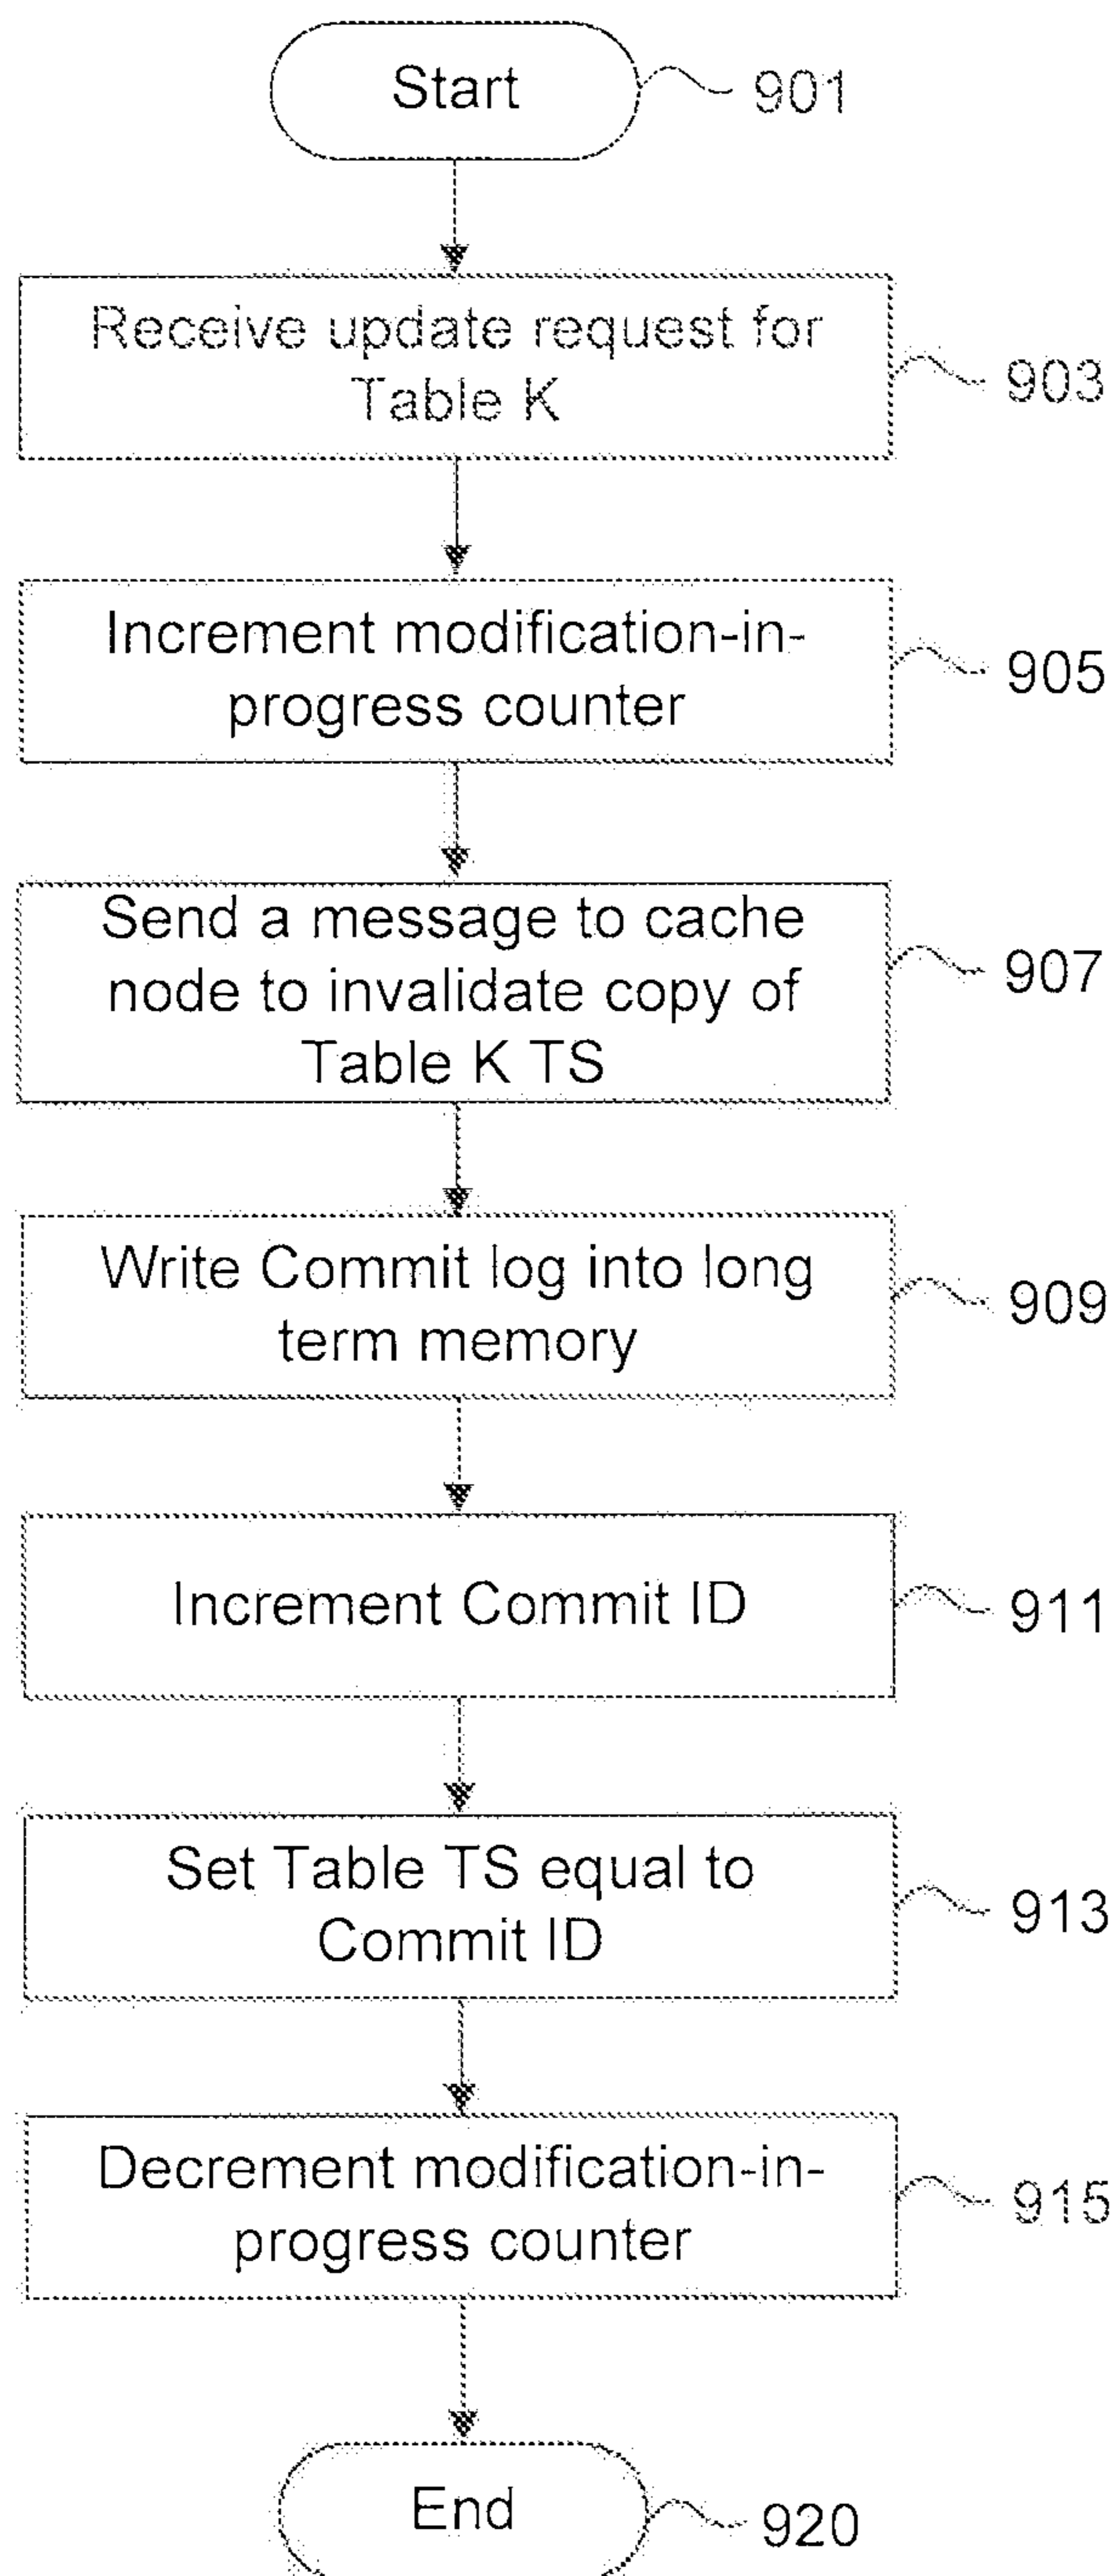 Start
901
Receive update request for
Table K
903
Increment modification-in-
progress counter
905
Send a message to cache
node to invalidate copy of
Table K TS
907
Write Commit log into long
term memory
909
Increment Commit ID
911
Set Table TS equal to
Commit ID
913
Decrement modification-in-
progress counter
915
End
920